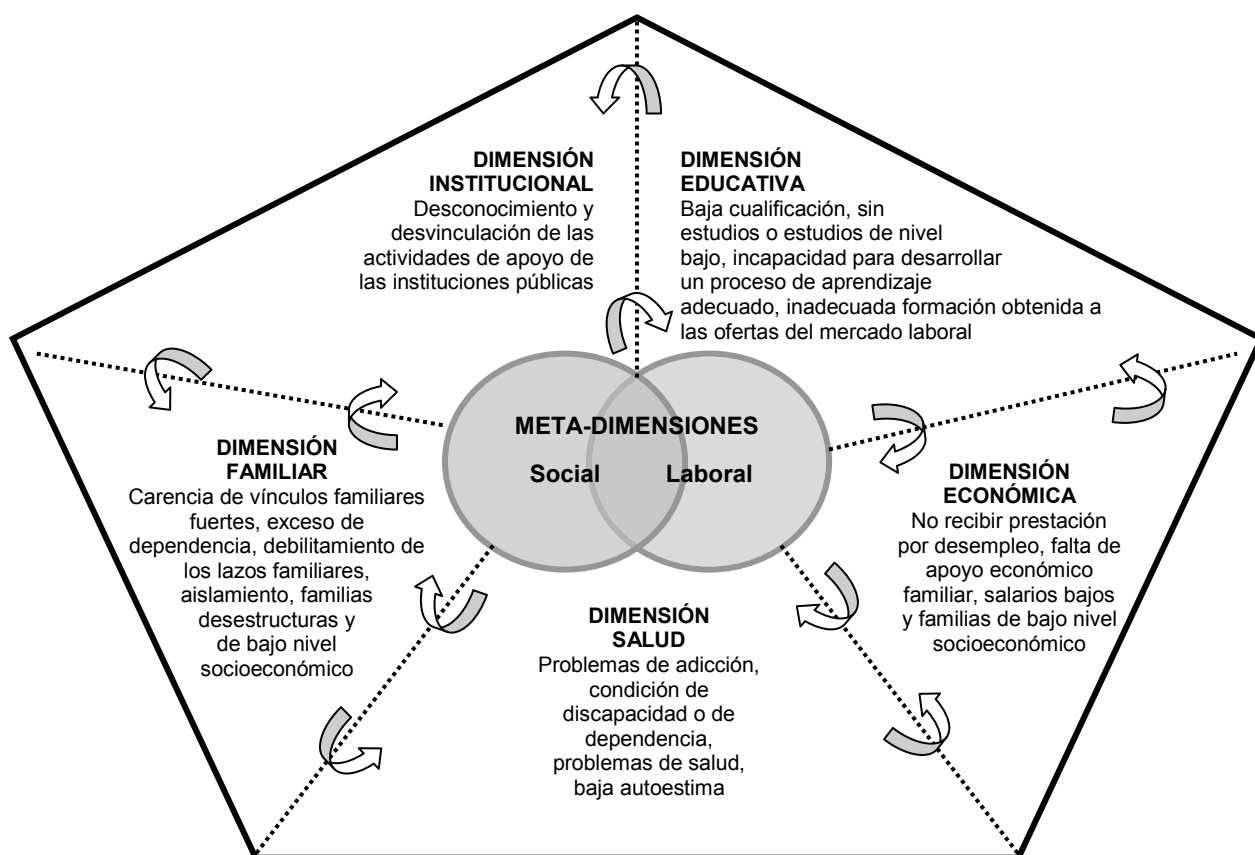 DIMENSIÓN
INSTITUCIONAL
Desconocimiento y
desvinculación de las
actividades de apoyo de
las instituciones públicas
DIMENSIÓN
EDUCATIVA
Baja cualificación, sin
estudios o estudios de nivel
bajo, incapacidad para desarrollar
un proceso de aprendizaje
adecuado, inadecuada formación obtenida a
las ofertas del mercado laboral
META-DIMENSIONES
Social Laboral
DIMENSIÓN
FAMILIAR
Carencia de vínculos familiares
fuertes, exceso de
dependencia, debilitamiento de
los lazos familiares,
aislamiento, familias
desestructuras y
de bajo nivel
socioeconómico
DIMENSIÓN
ECONÓMICA
No recibir prestación
por desempleo, falta de
apoyo económico
familiar, salarios bajos
y familias de bajo nivel
socioeconómico
DIMENSIÓN
SALUD
Problemas de adicción,
condición de
discapacidad o de
dependencia,
problemas de salud,
baja autoestima